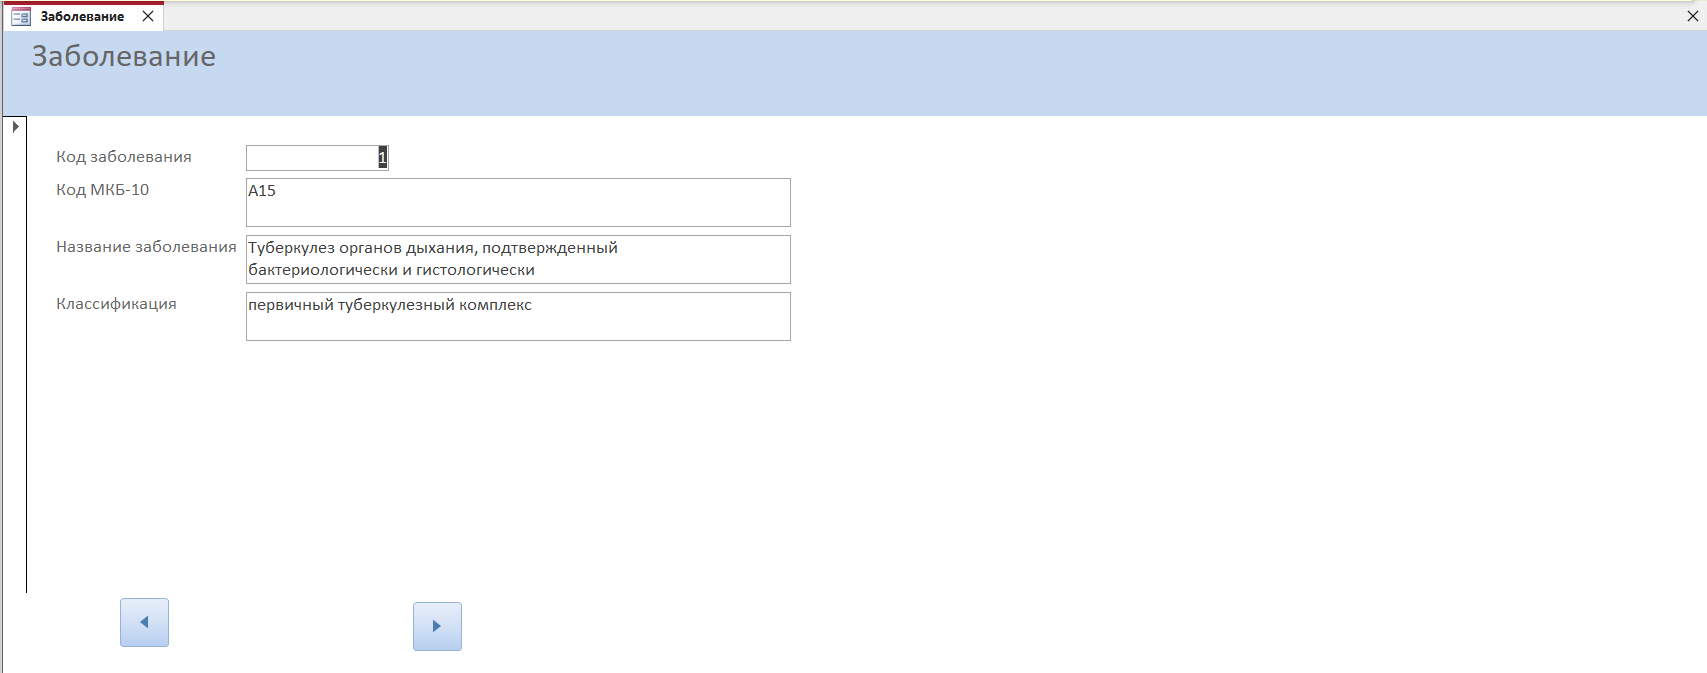 Заболевание
Заболевание
Код заболевания 1
Код МКБ-10 A15
Название заболевания Туберкулез органов дыхания, подтвержденный
бактериологически и гистологически
Классификация первичный туберкулезный комплекс